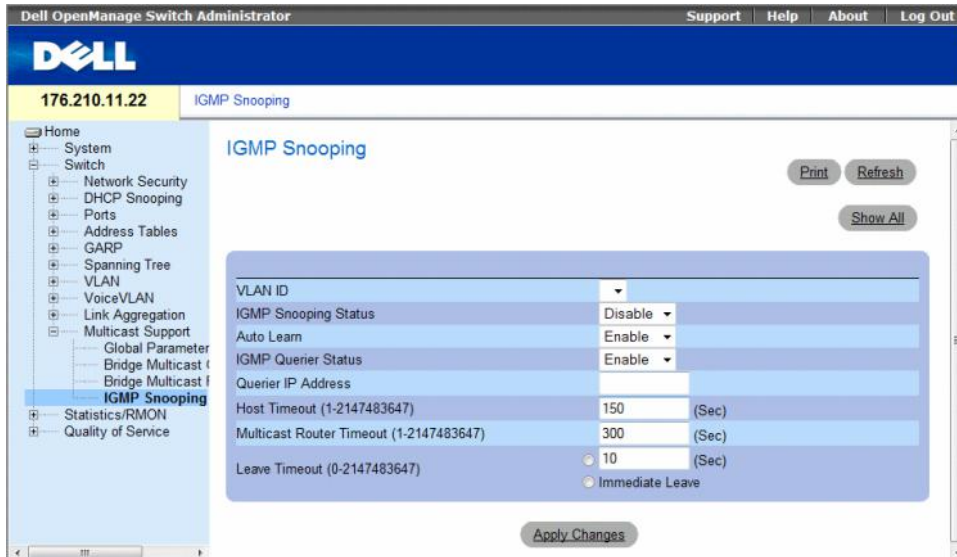 Dell OpenManage Switch Administrator
Support | Help | About | Log Out
DELL
176.210.11.22
IGMP Snooping
Home
System
Switch
Network Security
DHCP Snooping
Ports
Address Tables
GARP
Spanning Tree
VLAN
VoiceVLAN
Link Aggregation
Multicast Support
Global Parameter
Bridge Multicast
Bridge Multicast
IGMP Snooping
Statistics/RMON
Quality of Service
IGMP Snooping
Print
Refresh
Show All
VLAN ID
IGMP Snooping Status Disable
Auto Learn Enable
IGMP Querier Status Enable
Querier IP Address
Host Timeout (1-2147483647) 150 (Sec)
Multicast Router Timeout (1-2147483647) 300 (Sec)
Leave Timeout (0-2147483647) 10 (Sec)
Immediate Leave
Apply Changes